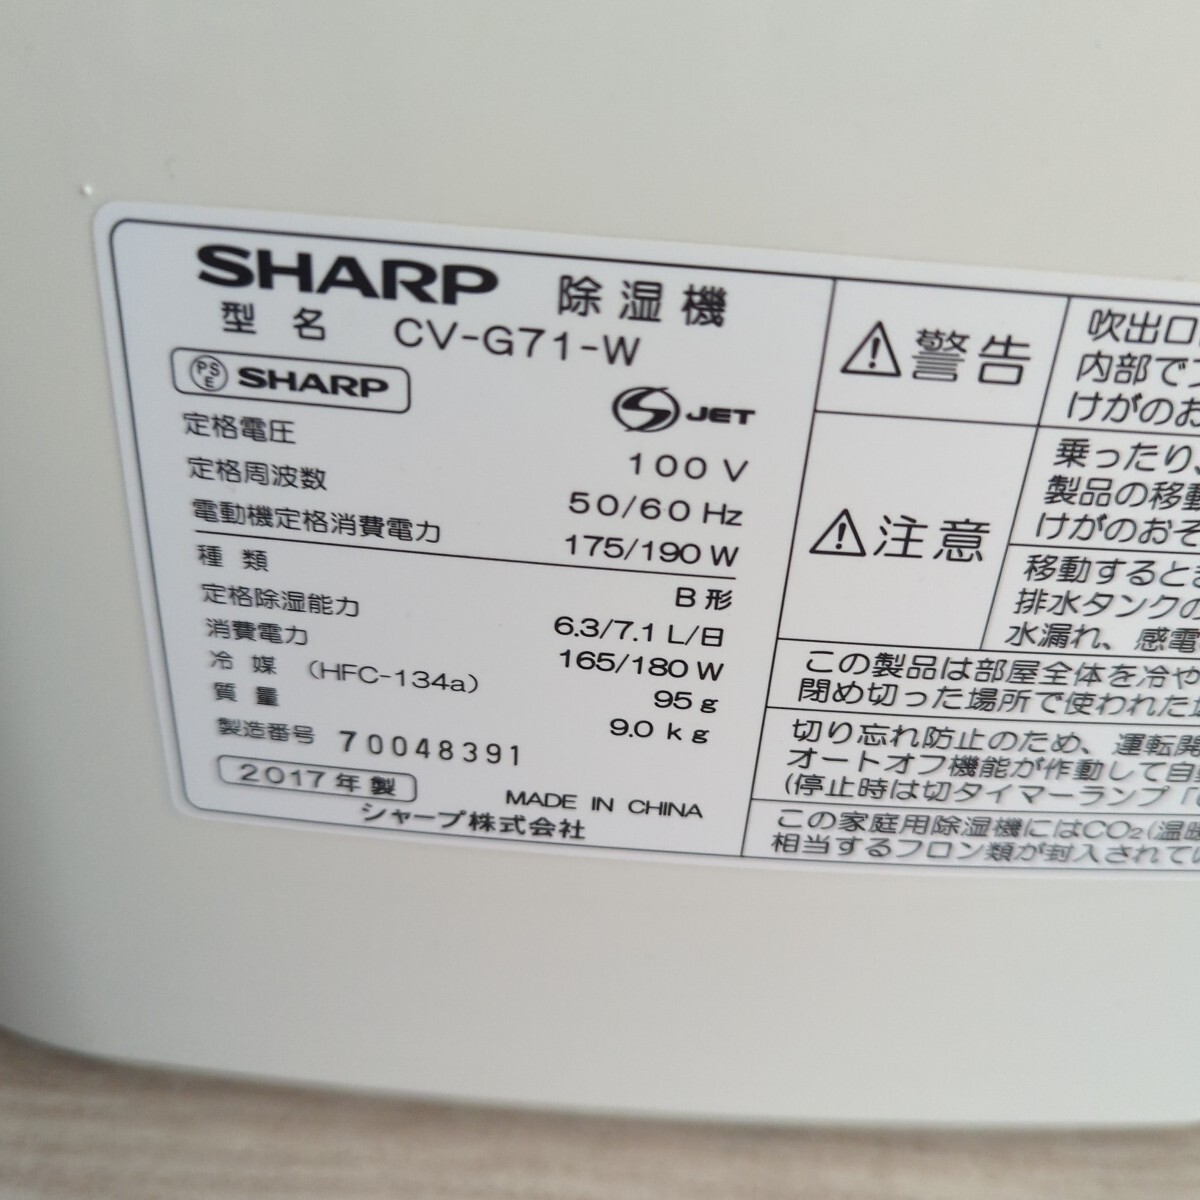 SHARP 除湿機
型名 CV-G71-W
PSE SHARP
S JET
定格電圧 100 V
定格周波数 50/60 Hz
電動機定格消費電力 175/190 W
種類 B形
定格除湿能力 6.3/7.1 L/日
消費電力 165/180 W
冷媒 (HFC-134a) 95 g
質量 9.0 kg
製造番号 70048391
2017年製 MADE IN CHINA
シャープ株式会社
警告
吹出口
内部で
けがのお
注意
乗ったり、
製品の移動
けがのおそ
移動するとき
排水タンクの
水漏れ、感電
この製品は部屋全体を冷や
閉め切った場所で使われた
切り忘れ防止のため、運転開
オートオフ機能が作動して自
(停止時は切タイマーランプ「
この家庭用除湿機にはCO₂(温暖
相当するフロン類が封入されて